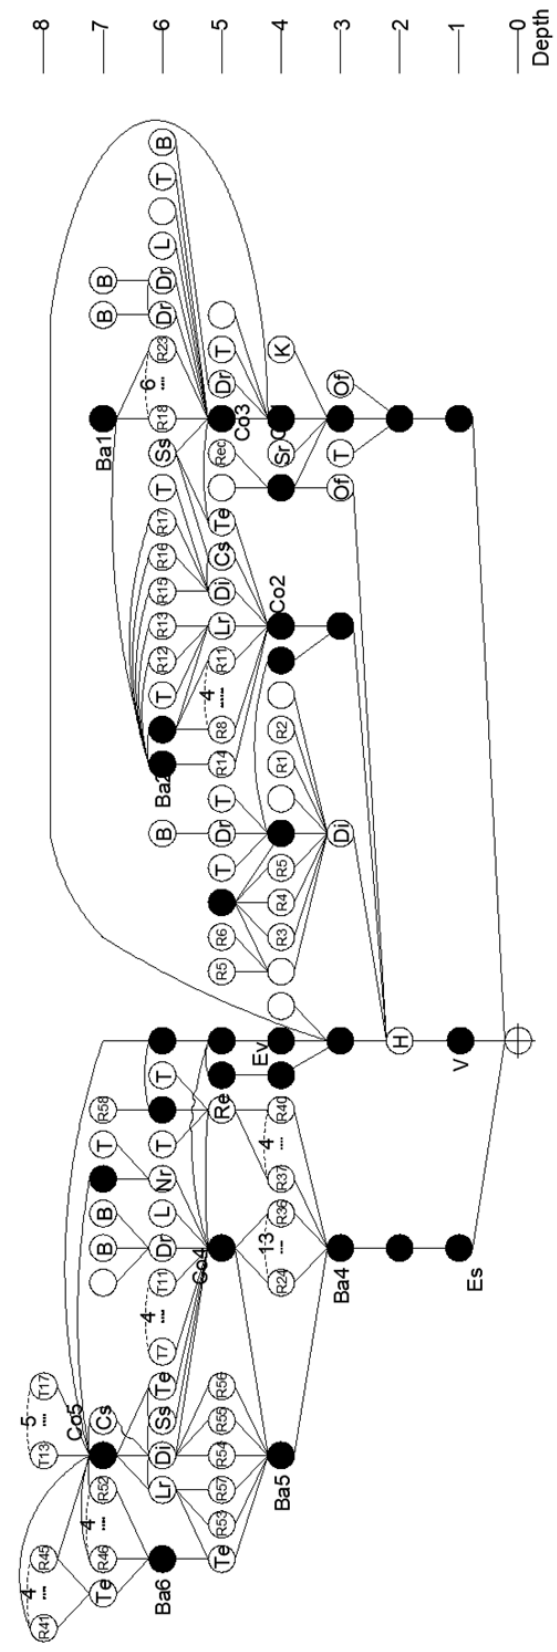 4 5
R41 R45 T13 T17 8
4 Co5
Te R46 R52 Cs B B T R58 Ba1 B B 7
4 6
Lr Di Ss Te T7 T11 Dr L Nr T T B T R12 R13 R15 R16 R17 T Ss R18 R23 Dr Dr L T B 6
Ba6 Ba2
Co4 4
Te R53 R57 R54 R55 R56 Re R5 R6 T Dr T R14 R8 R11 Lr Di Cs Te Rec Dr T 5
Co3
13 4 Ev Co2
R24 R36 R37 R40 R3 R4 R5 R1 R2 Sr K 4
Ba5
Ba4 Di Of T Of 3
H 2
Es V 1
0
Depth